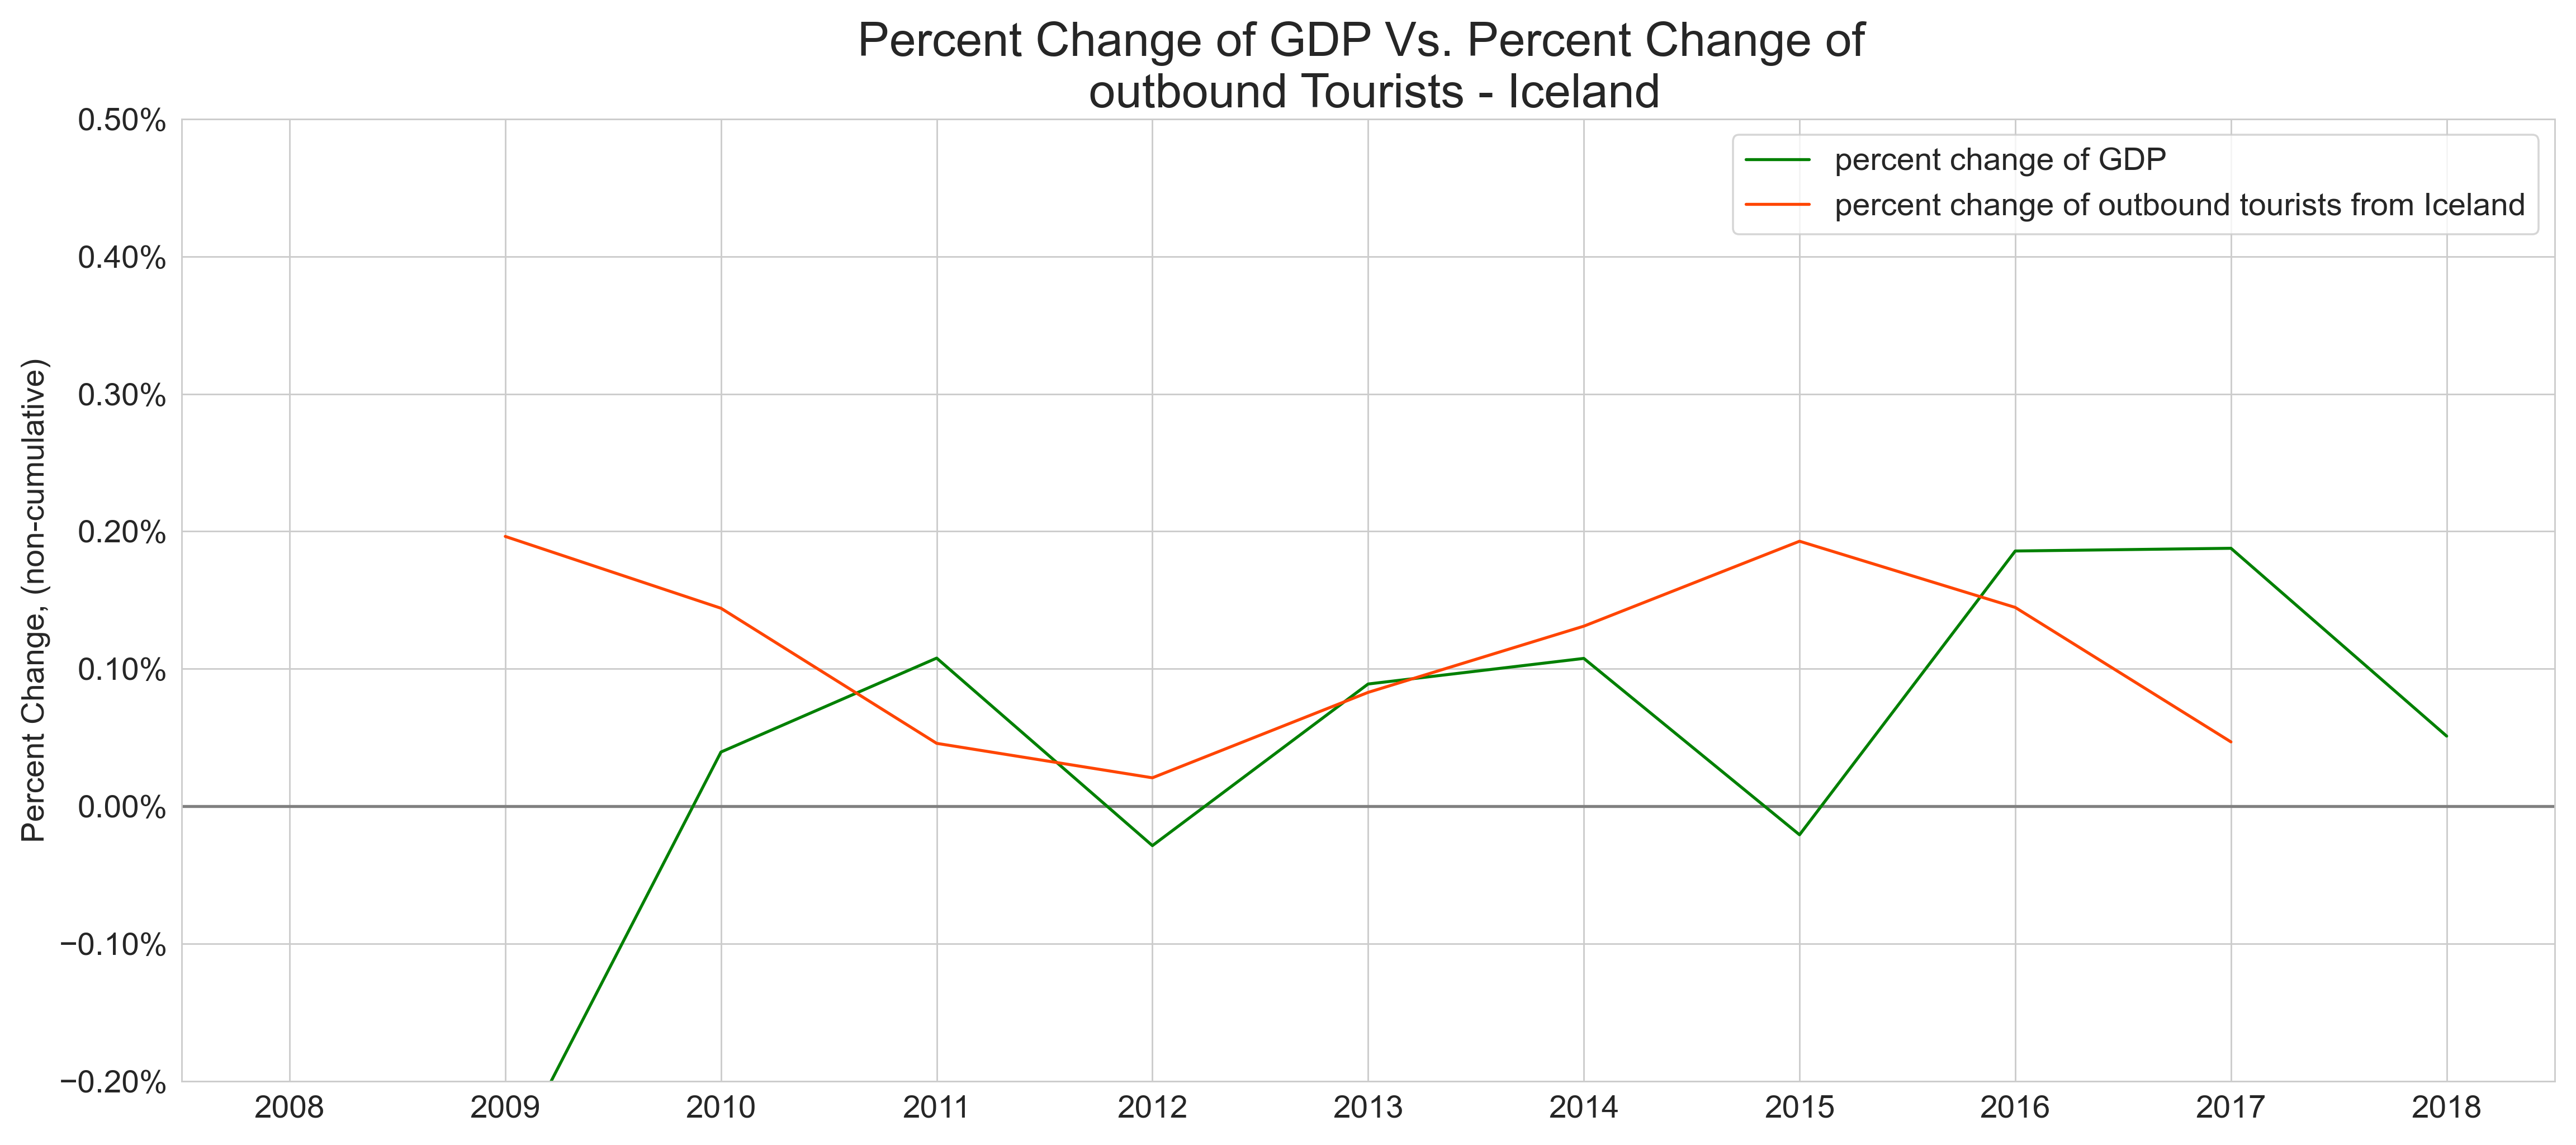 Percent Change of GDP Vs. Percent Change of
outbound Tourists - Iceland
percent change of GDP
percent change of outbound tourists from Iceland
Percent Change, (non-cumulative)
0.50%
0.40%
0.30%
0.20%
0.10%
0.00%
−0.10%
−0.20%
2008 2009 2010 2011 2012 2013 2014 2015 2016 2017 2018